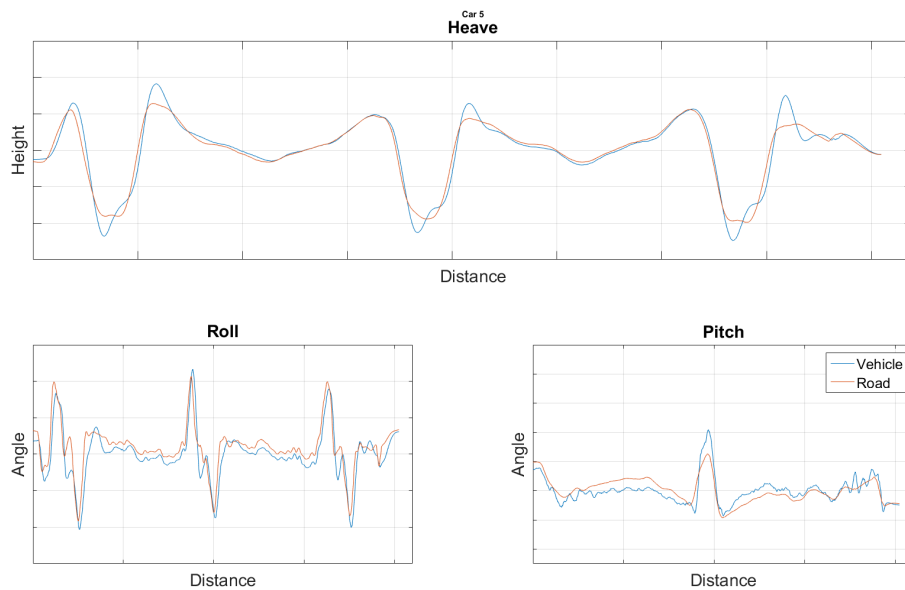 Car 5
Heave
Height
Distance
Roll
Angle
Distance
Pitch
Vehicle
Road
Angle
Distance